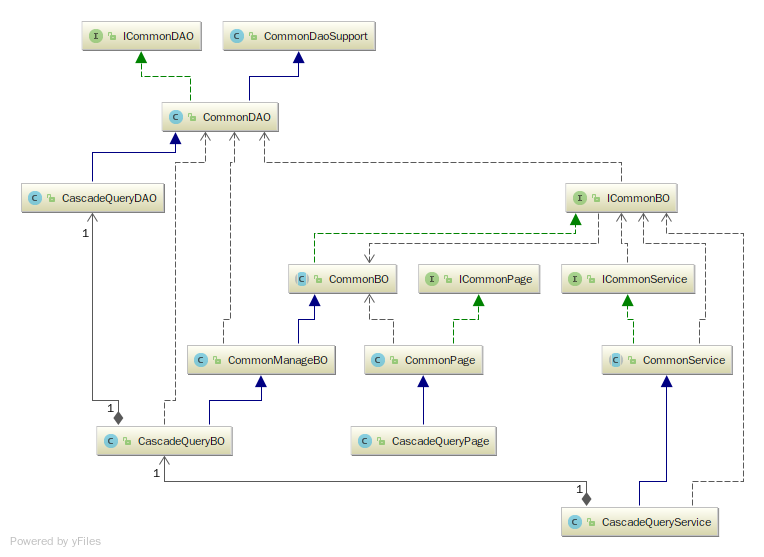 I ICommonDAO
C CommonDaoSupport
C CommonDAO
C CascadeQueryDAO
I ICommonBO
1
C CommonBO
I ICommonPage
I ICommonService
C CommonManageBO
C CommonPage
C CommonService
1
C CascadeQueryBO
C CascadeQueryPage
1
1
C CascadeQueryService
Powered by yFiles